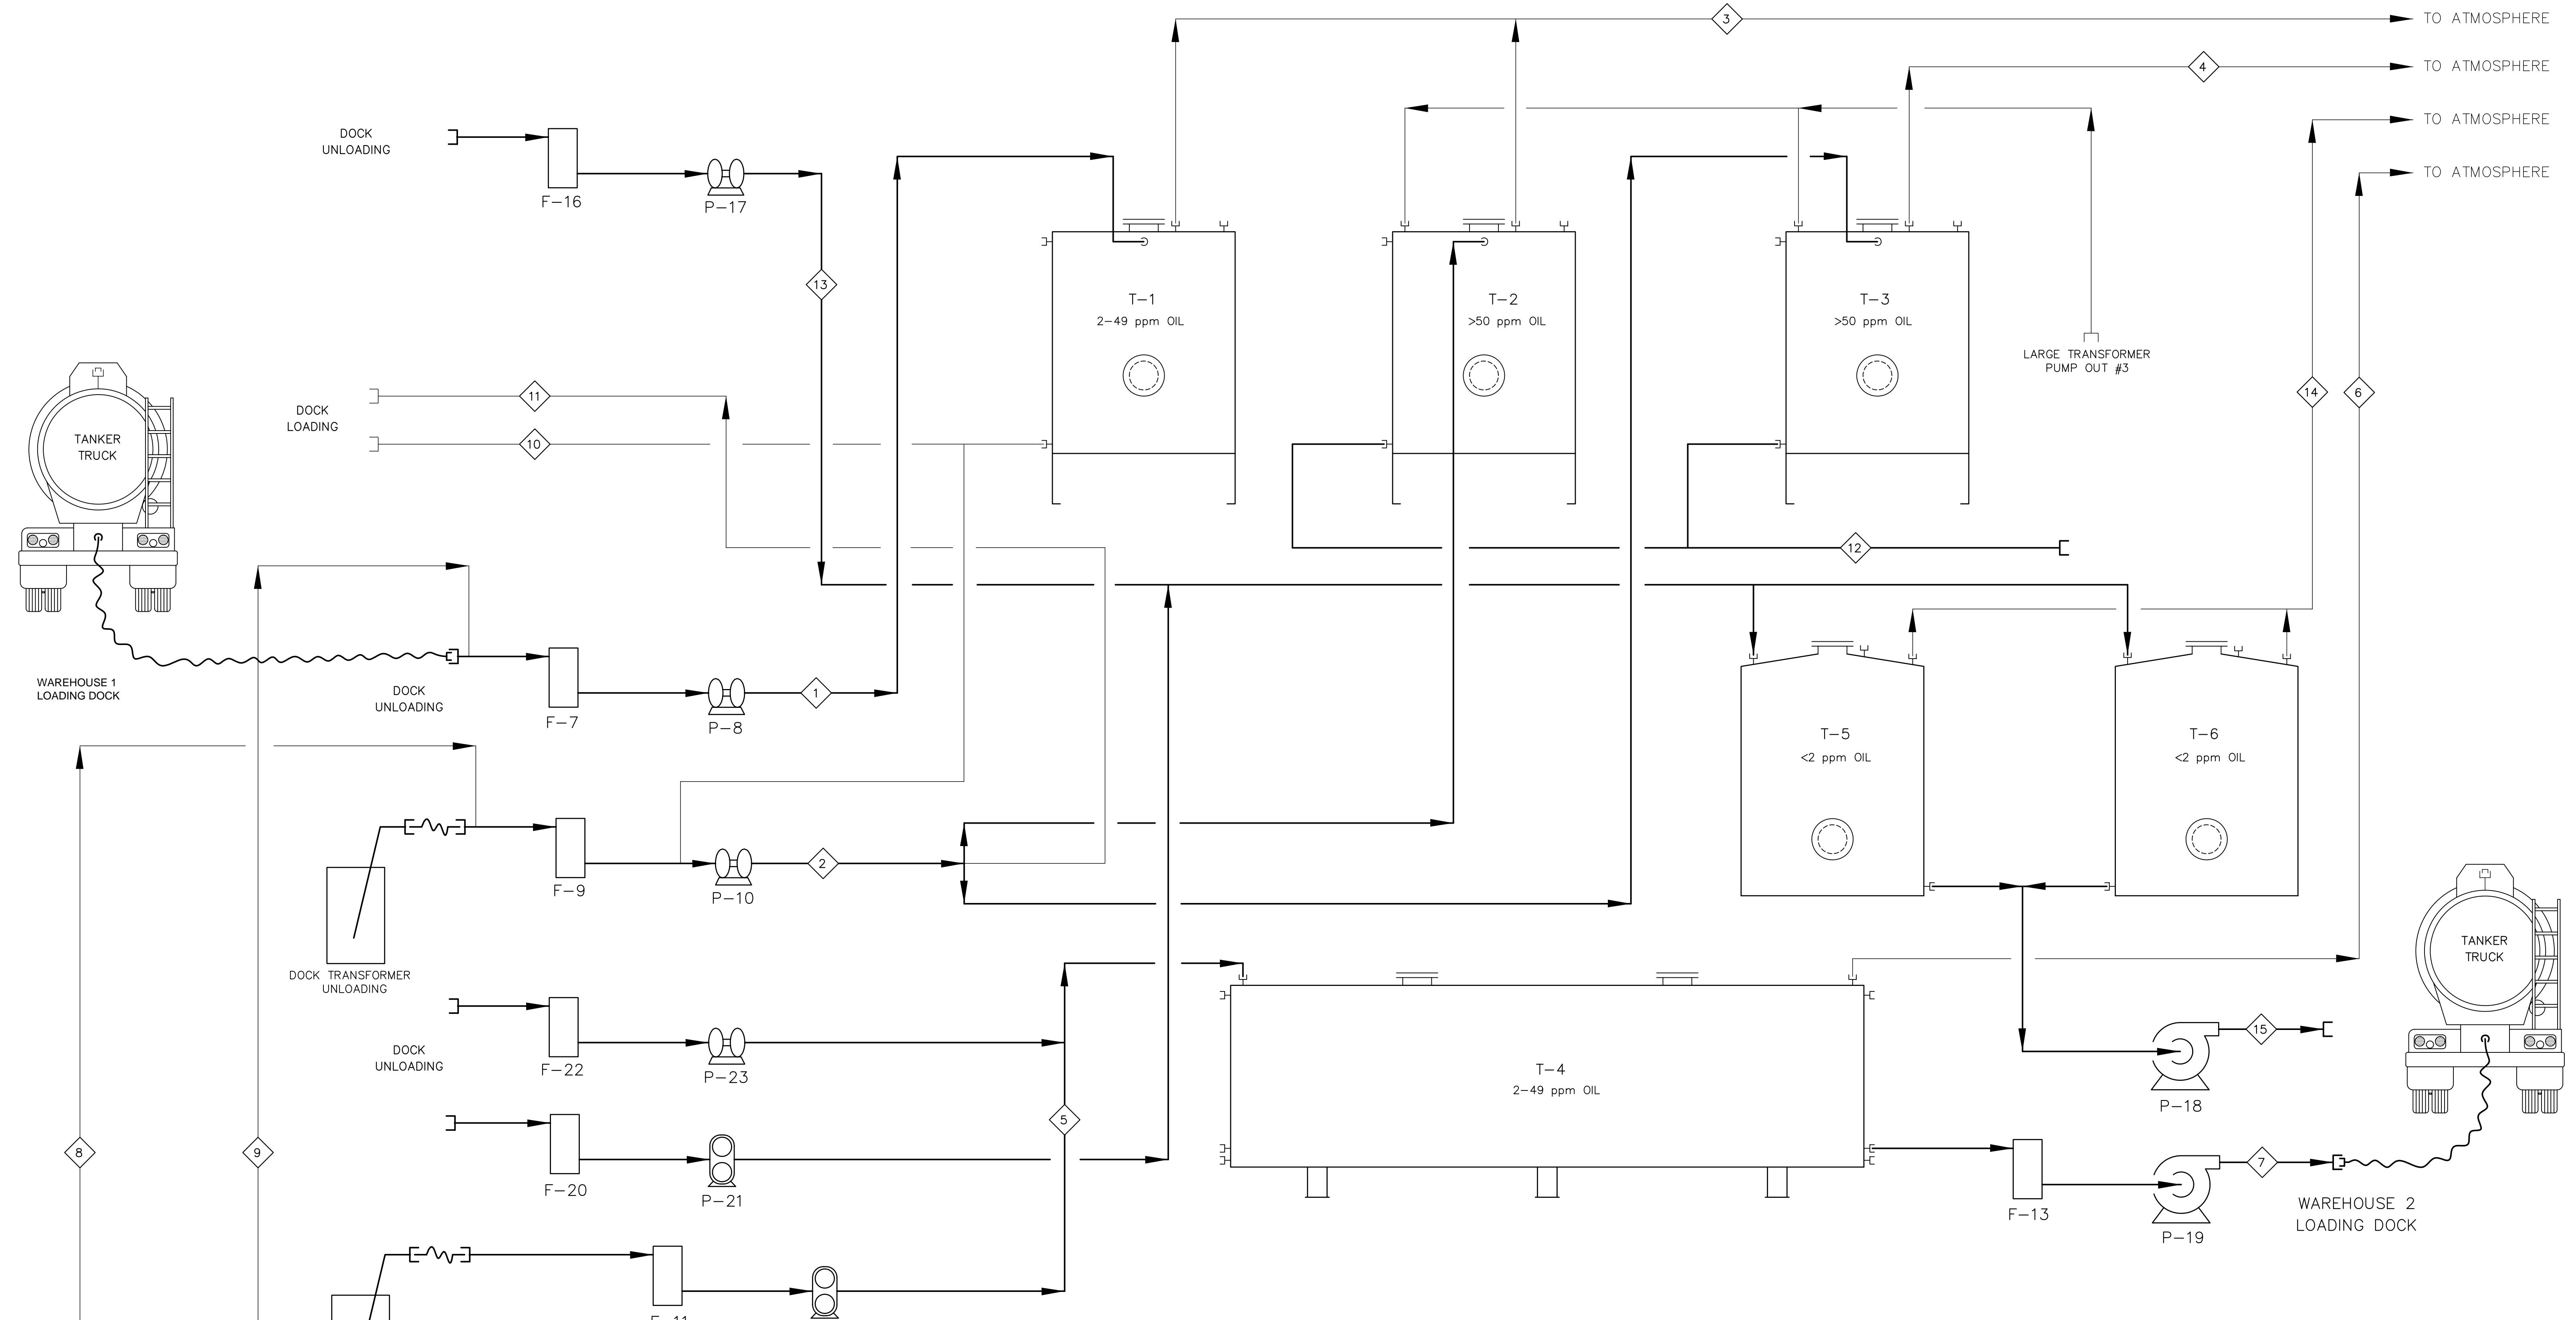 3
TO ATMOSPHERE
4
TO ATMOSPHERE
TO ATMOSPHERE
TO ATMOSPHERE
DOCK
UNLOADING
F-16
P-17
13
T-1
2-49 ppm OIL
T-2
>50 ppm OIL
T-3
>50 ppm OIL
LARGE TRANSFORMER
PUMP OUT #3
14
6
11
10
DOCK
LOADING
TANKER
TRUCK
12
WAREHOUSE 1
LOADING DOCK
DOCK
UNLOADING
F-7
P-8
1
T-5
<2 ppm OIL
T-6
<2 ppm OIL
F-9
P-10
2
DOCK TRANSFORMER
UNLOADING
TANKER
TRUCK
DOCK
UNLOADING
F-22
P-23
T-4
2-49 ppm OIL
15
P-18
5
8
9
F-20
P-21
F-13
7
P-19
WAREHOUSE 2
LOADING DOCK
F-11